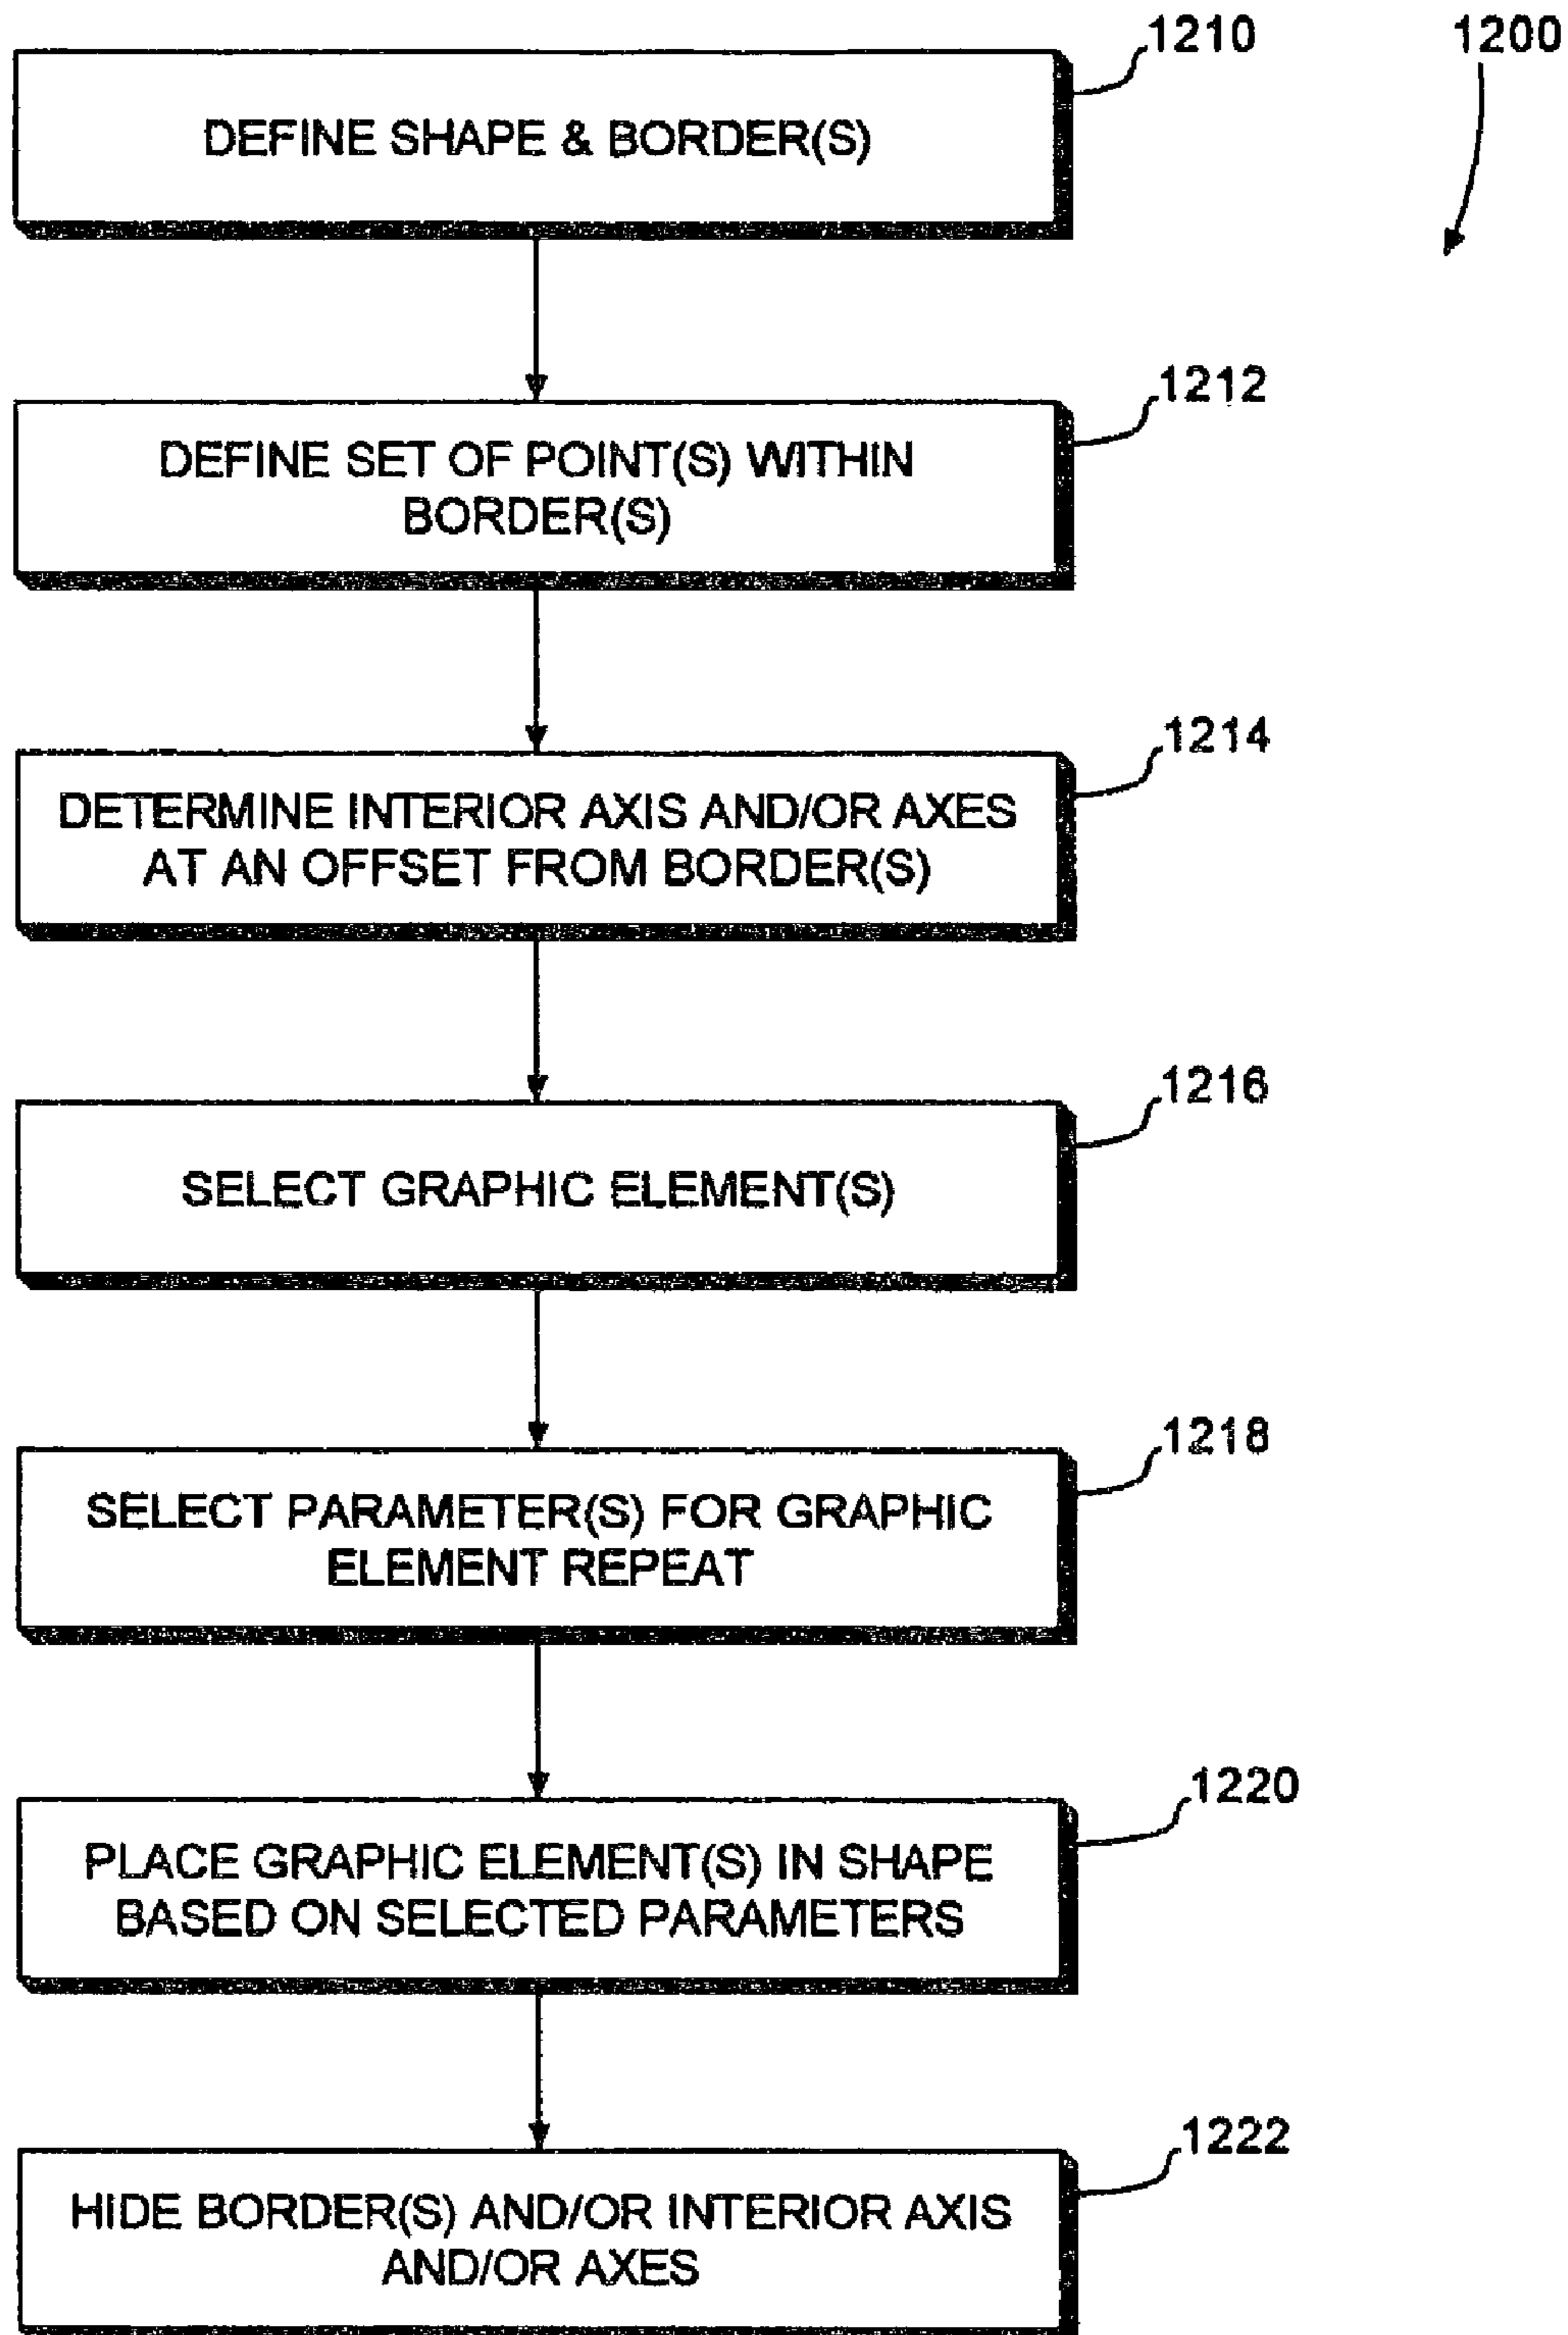 1210
1200
DEFINE SHAPE & BORDER(S)
1212
DEFINE SET OF POINT(S) WITHIN
BORDER(S)
1214
DETERMINE INTERIOR AXIS AND/OR AXES
AT AN OFFSET FROM BORDER(S)
1216
SELECT GRAPHIC ELEMENT(S)
1218
SELECT PARAMETER(S) FOR GRAPHIC
ELEMENT REPEAT
1220
PLACE GRAPHIC ELEMENT(S) IN SHAPE
BASED ON SELECTED PARAMETERS
1222
HIDE BORDER(S) AND/OR INTERIOR AXIS
AND/OR AXES